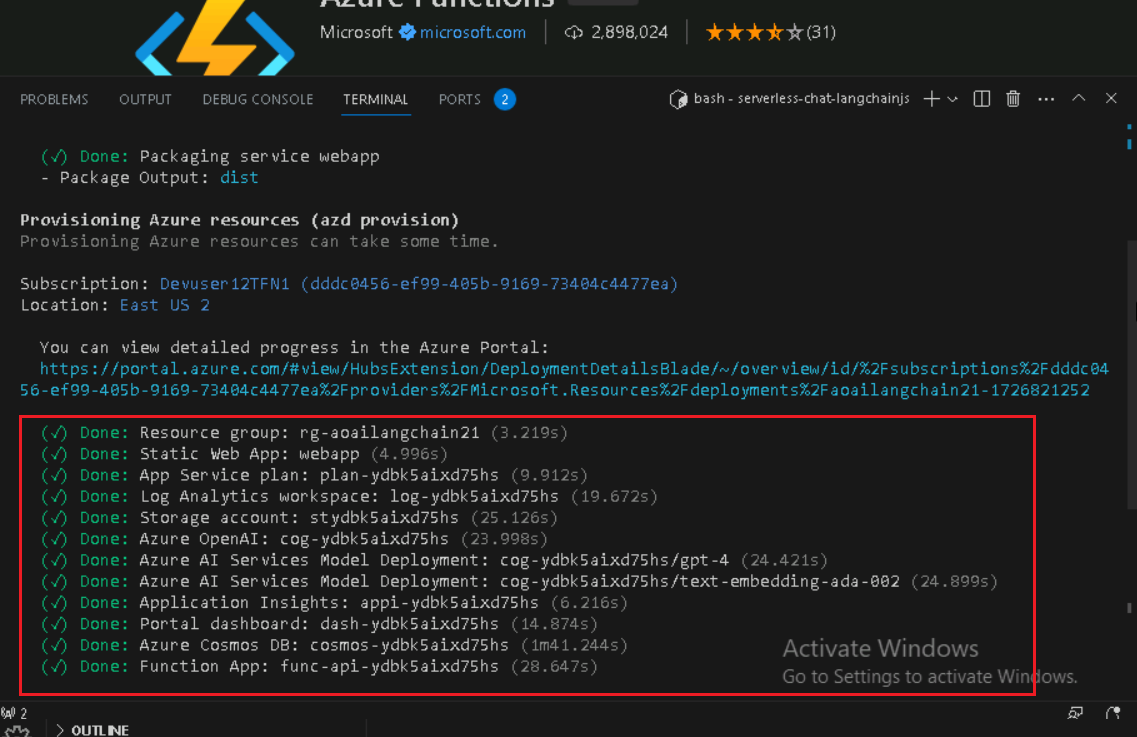 Azure Functions
Microsoft microsoft.com 2,898,024 (31)
PROBLEMS OUTPUT DEBUG CONSOLE TERMINAL PORTS 2 bash - serverless-chat-langchainjs
(✓) Done: Packaging service webapp
- Package Output: dist
Provisioning Azure resources (azd provision)
Provisioning Azure resources can take some time.
Subscription: Devuser12TFN1 (dddc0456-ef99-405b-9169-73404c4477ea)
Location: East US 2
You can view detailed progress in the Azure Portal:
https://portal.azure.com/#view/HubsExtension/DeploymentDetailsBlade/~/overview/id/%2Fsubscriptions%2Fdddc04
56-ef99-405b-9169-73404c4477ea%2Fproviders%2FMicrosoft.Resources%2Fdeployments%2Faoailangchain21-1726821252
(✓) Done: Resource group: rg-aoailangchain21 (3.219s)
(✓) Done: Static Web App: webapp (4.996s)
(✓) Done: App Service plan: plan-ydbk5aixd75hs (9.912s)
(✓) Done: Log Analytics workspace: log-ydbk5aixd75hs (19.672s)
(✓) Done: Storage account: stydbk5aixd75hs (25.126s)
(✓) Done: Azure OpenAI: cog-ydbk5aixd75hs (23.998s)
(✓) Done: Azure AI Services Model Deployment: cog-ydbk5aixd75hs/gpt-4 (24.421s)
(✓) Done: Azure AI Services Model Deployment: cog-ydbk5aixd75hs/text-embedding-ada-002 (24.899s)
(✓) Done: Application Insights: appi-ydbk5aixd75hs (6.216s)
(✓) Done: Portal dashboard: dash-ydbk5aixd75hs (14.874s)
(✓) Done: Azure Cosmos DB: cosmos-ydbk5aixd75hs (1m41.244s)
(✓) Done: Function App: func-api-ydbk5aixd75hs (28.647s)
Activate Windows
Go to Settings to activate Windows.
2
OUTLINE